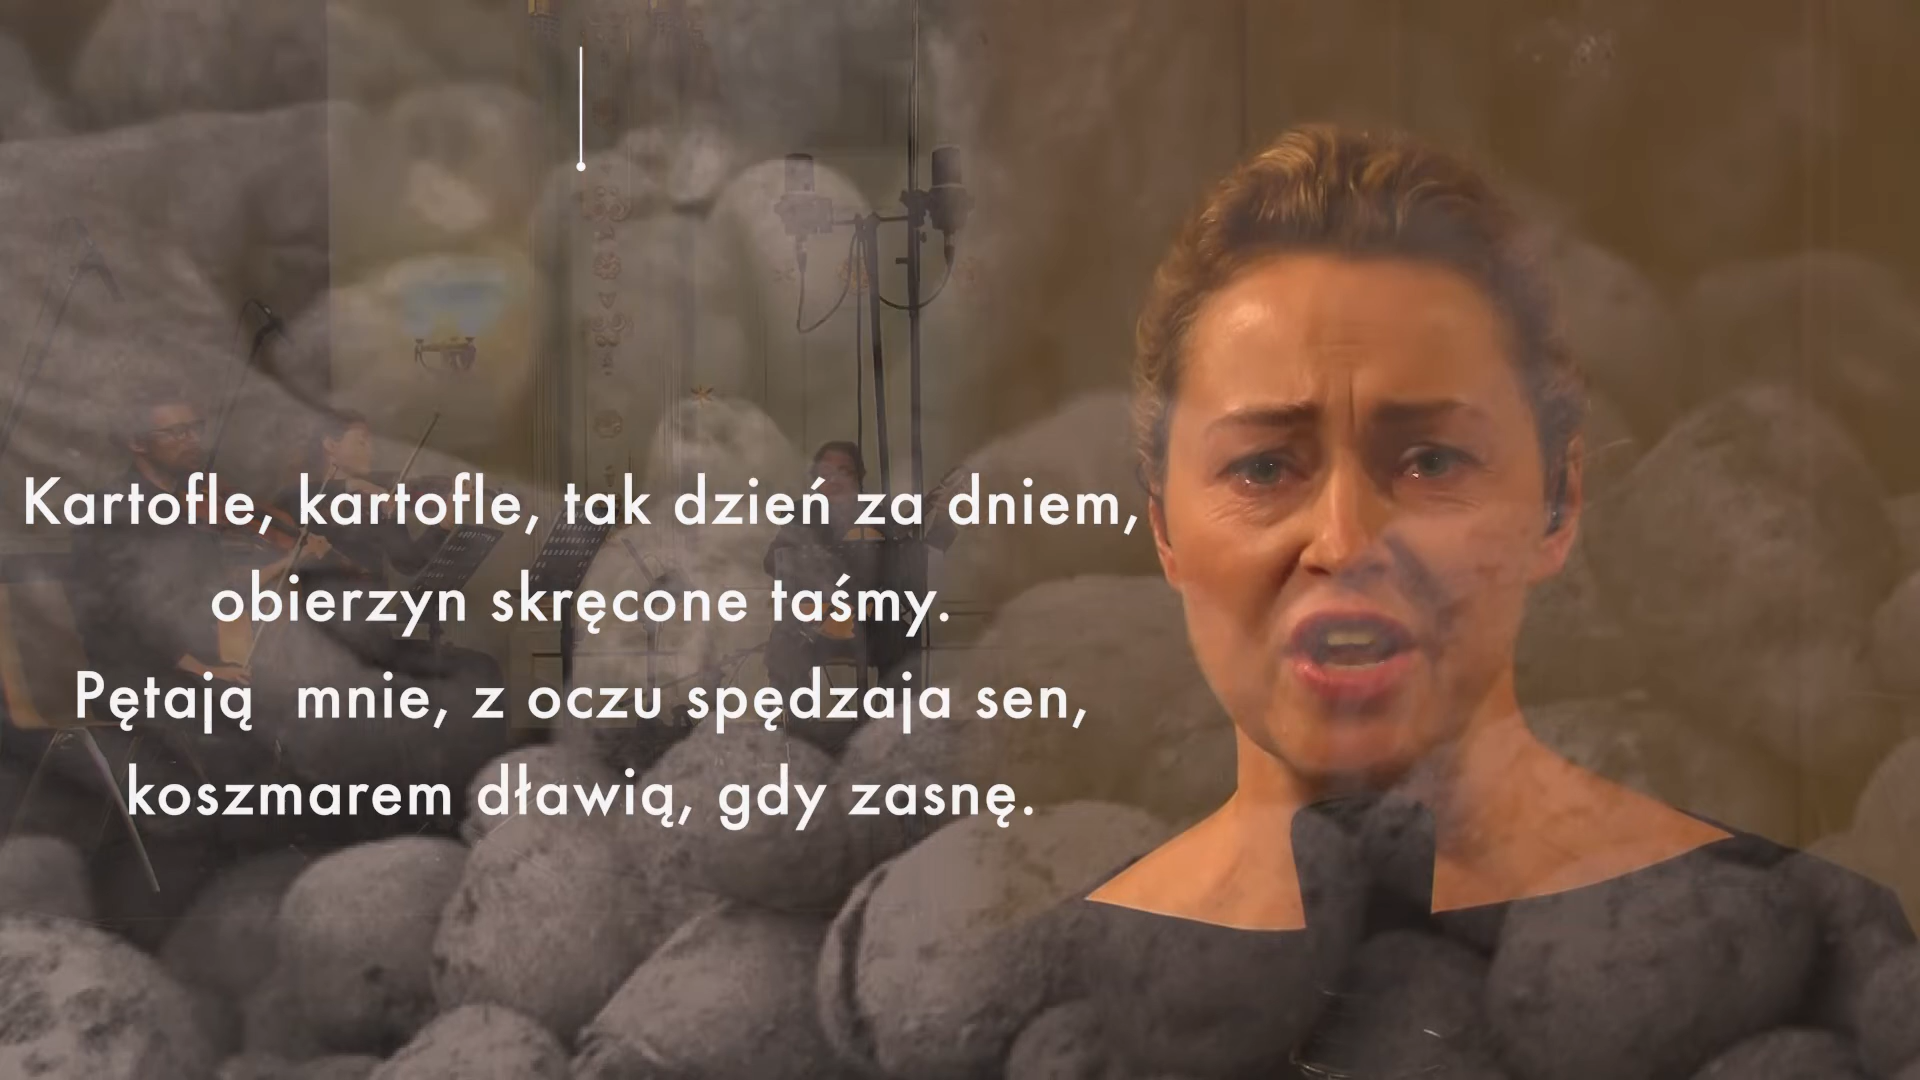 Kartofle, kartofle, tak dzień za dniem,
obierzyn skręcone taśmy.
Pętają  mnie, z oczu spędzaja sen,
koszmarem dławią, gdy zasnę.